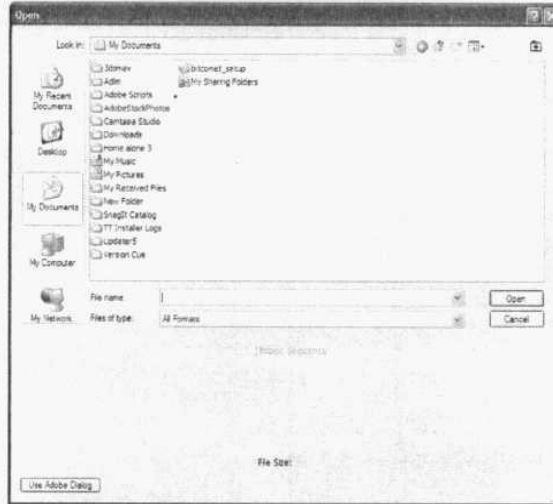 Open
Look in: My Documents
My Recent Documents
Desktop
My Documents
My Computer
My Network
3dsmax
Adlm
Adobe Scripts
AdobeStockPhotos
Camtasia Studio
Downloads
Home alone 3
My Music
My Pictures
My Received Files
New Folder
SnagIt Catalog
TT Installer Logs
Updater5
Version Cue
bitcomet_setup
My Sharing Folders
File name:
Open
Files of type: All Formats
Cancel
Image Sequence
File Size:
Use Adobe Dialog